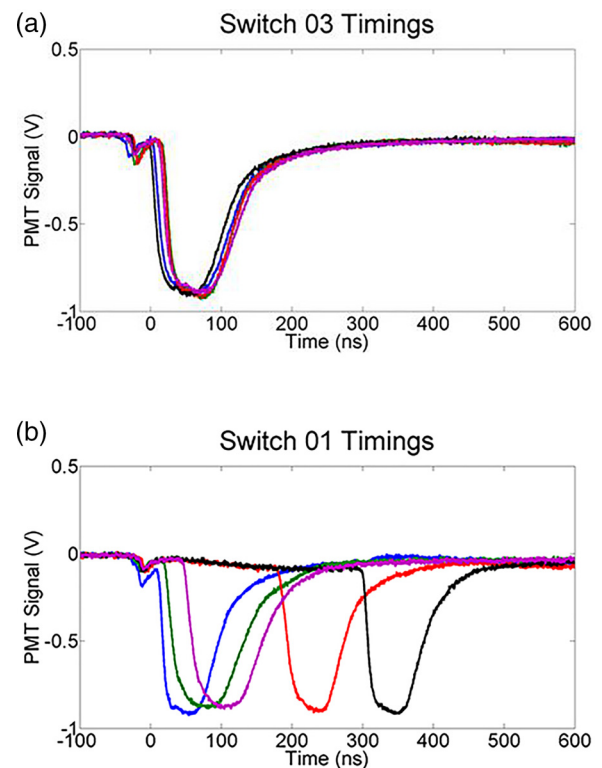 (a)
Switch 03 Timings
0.5
0
-0.5
-1
PMT Signal (V)
-100 0 100 200 300 400 500 600
Time (ns)
(b)
Switch 01 Timings
0.5
0
-0.5
-1
PMT Signal (V)
-100 0 100 200 300 400 500 600
Time (ns)